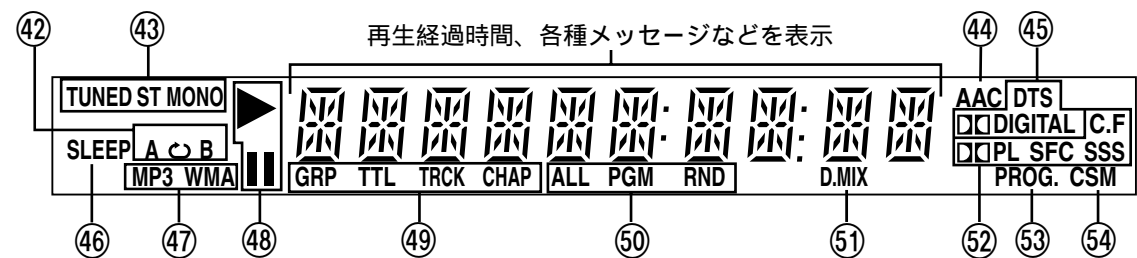 ㊷ ㊸ 再生経過時間、各種メッセージなどを表示 ㊹ ㊺
TUNED ST MONO AAC DTS
DIGITAL C.F
SLEEP A B PL SFC SSS
MP3 WMA GRP TTL TRCK CHAP ALL PGM RND D.MIX PROG. CSM
㊻ ㊼ ㊽ ㊾ ㊿ 51 52 53 54